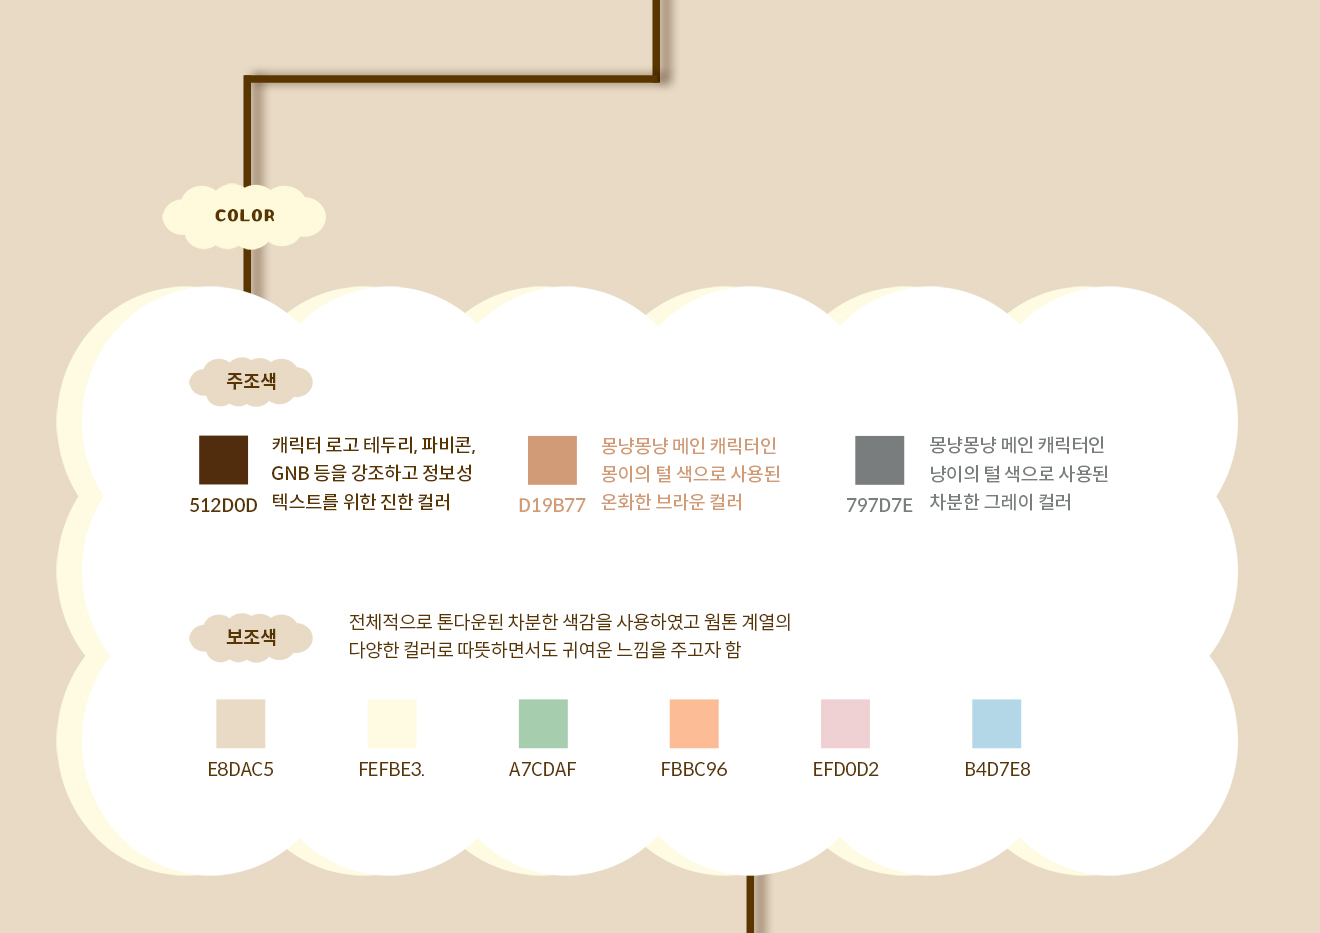 COLOR
주조색
캐릭터 로고 테두리, 파비콘,
GNB 등을 강조하고 정보성
텍스트를 위한 진한 컬러
512D0D
몽냥몽냥 메인 캐릭터인
몽이의 털 색으로 사용된
온화한 브라운 컬러
D19B77
몽냥몽냥 메인 캐릭터인
냥이의 털 색으로 사용된
차분한 그레이 컬러
797D7E
보조색
전체적으로 톤다운된 차분한 색감을 사용하였고 웜톤 계열의
다양한 컬러로 따뜻하면서도 귀여운 느낌을 주고자 함
E8DAC5
FEFBE3.
A7CDAF
FBBC96
EFD0D2
B4D7E8